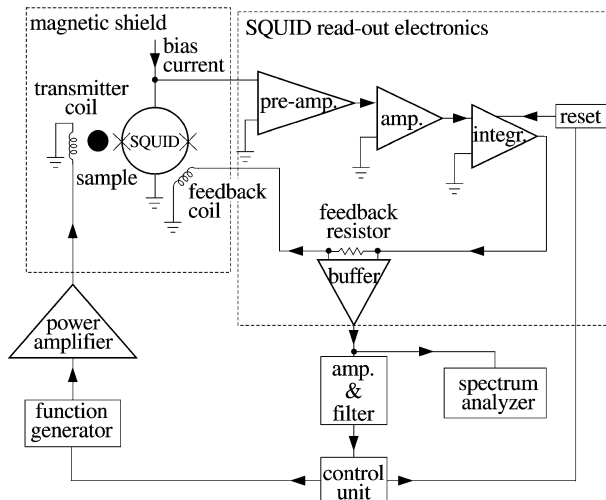 magnetic shield
SQUID read-out electronics
bias
current
transmitter
coil
SQUID
sample
feedback
coil
pre-amp.
amp.
integr.
reset
feedback
resistor
buffer
power
amplifier
function
generator
amp.
&
filter
spectrum
analyzer
control
unit